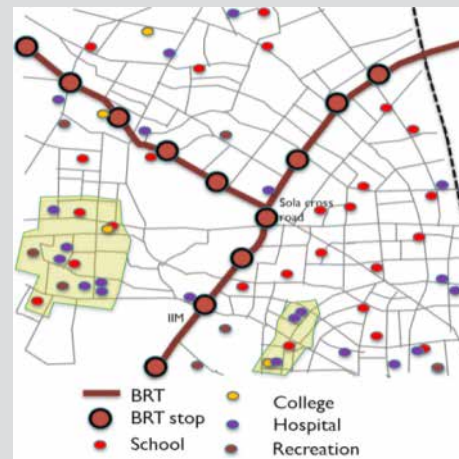 Sola cross
road
IIM
BRT
BRT stop
School
College
Hospital
Recreation